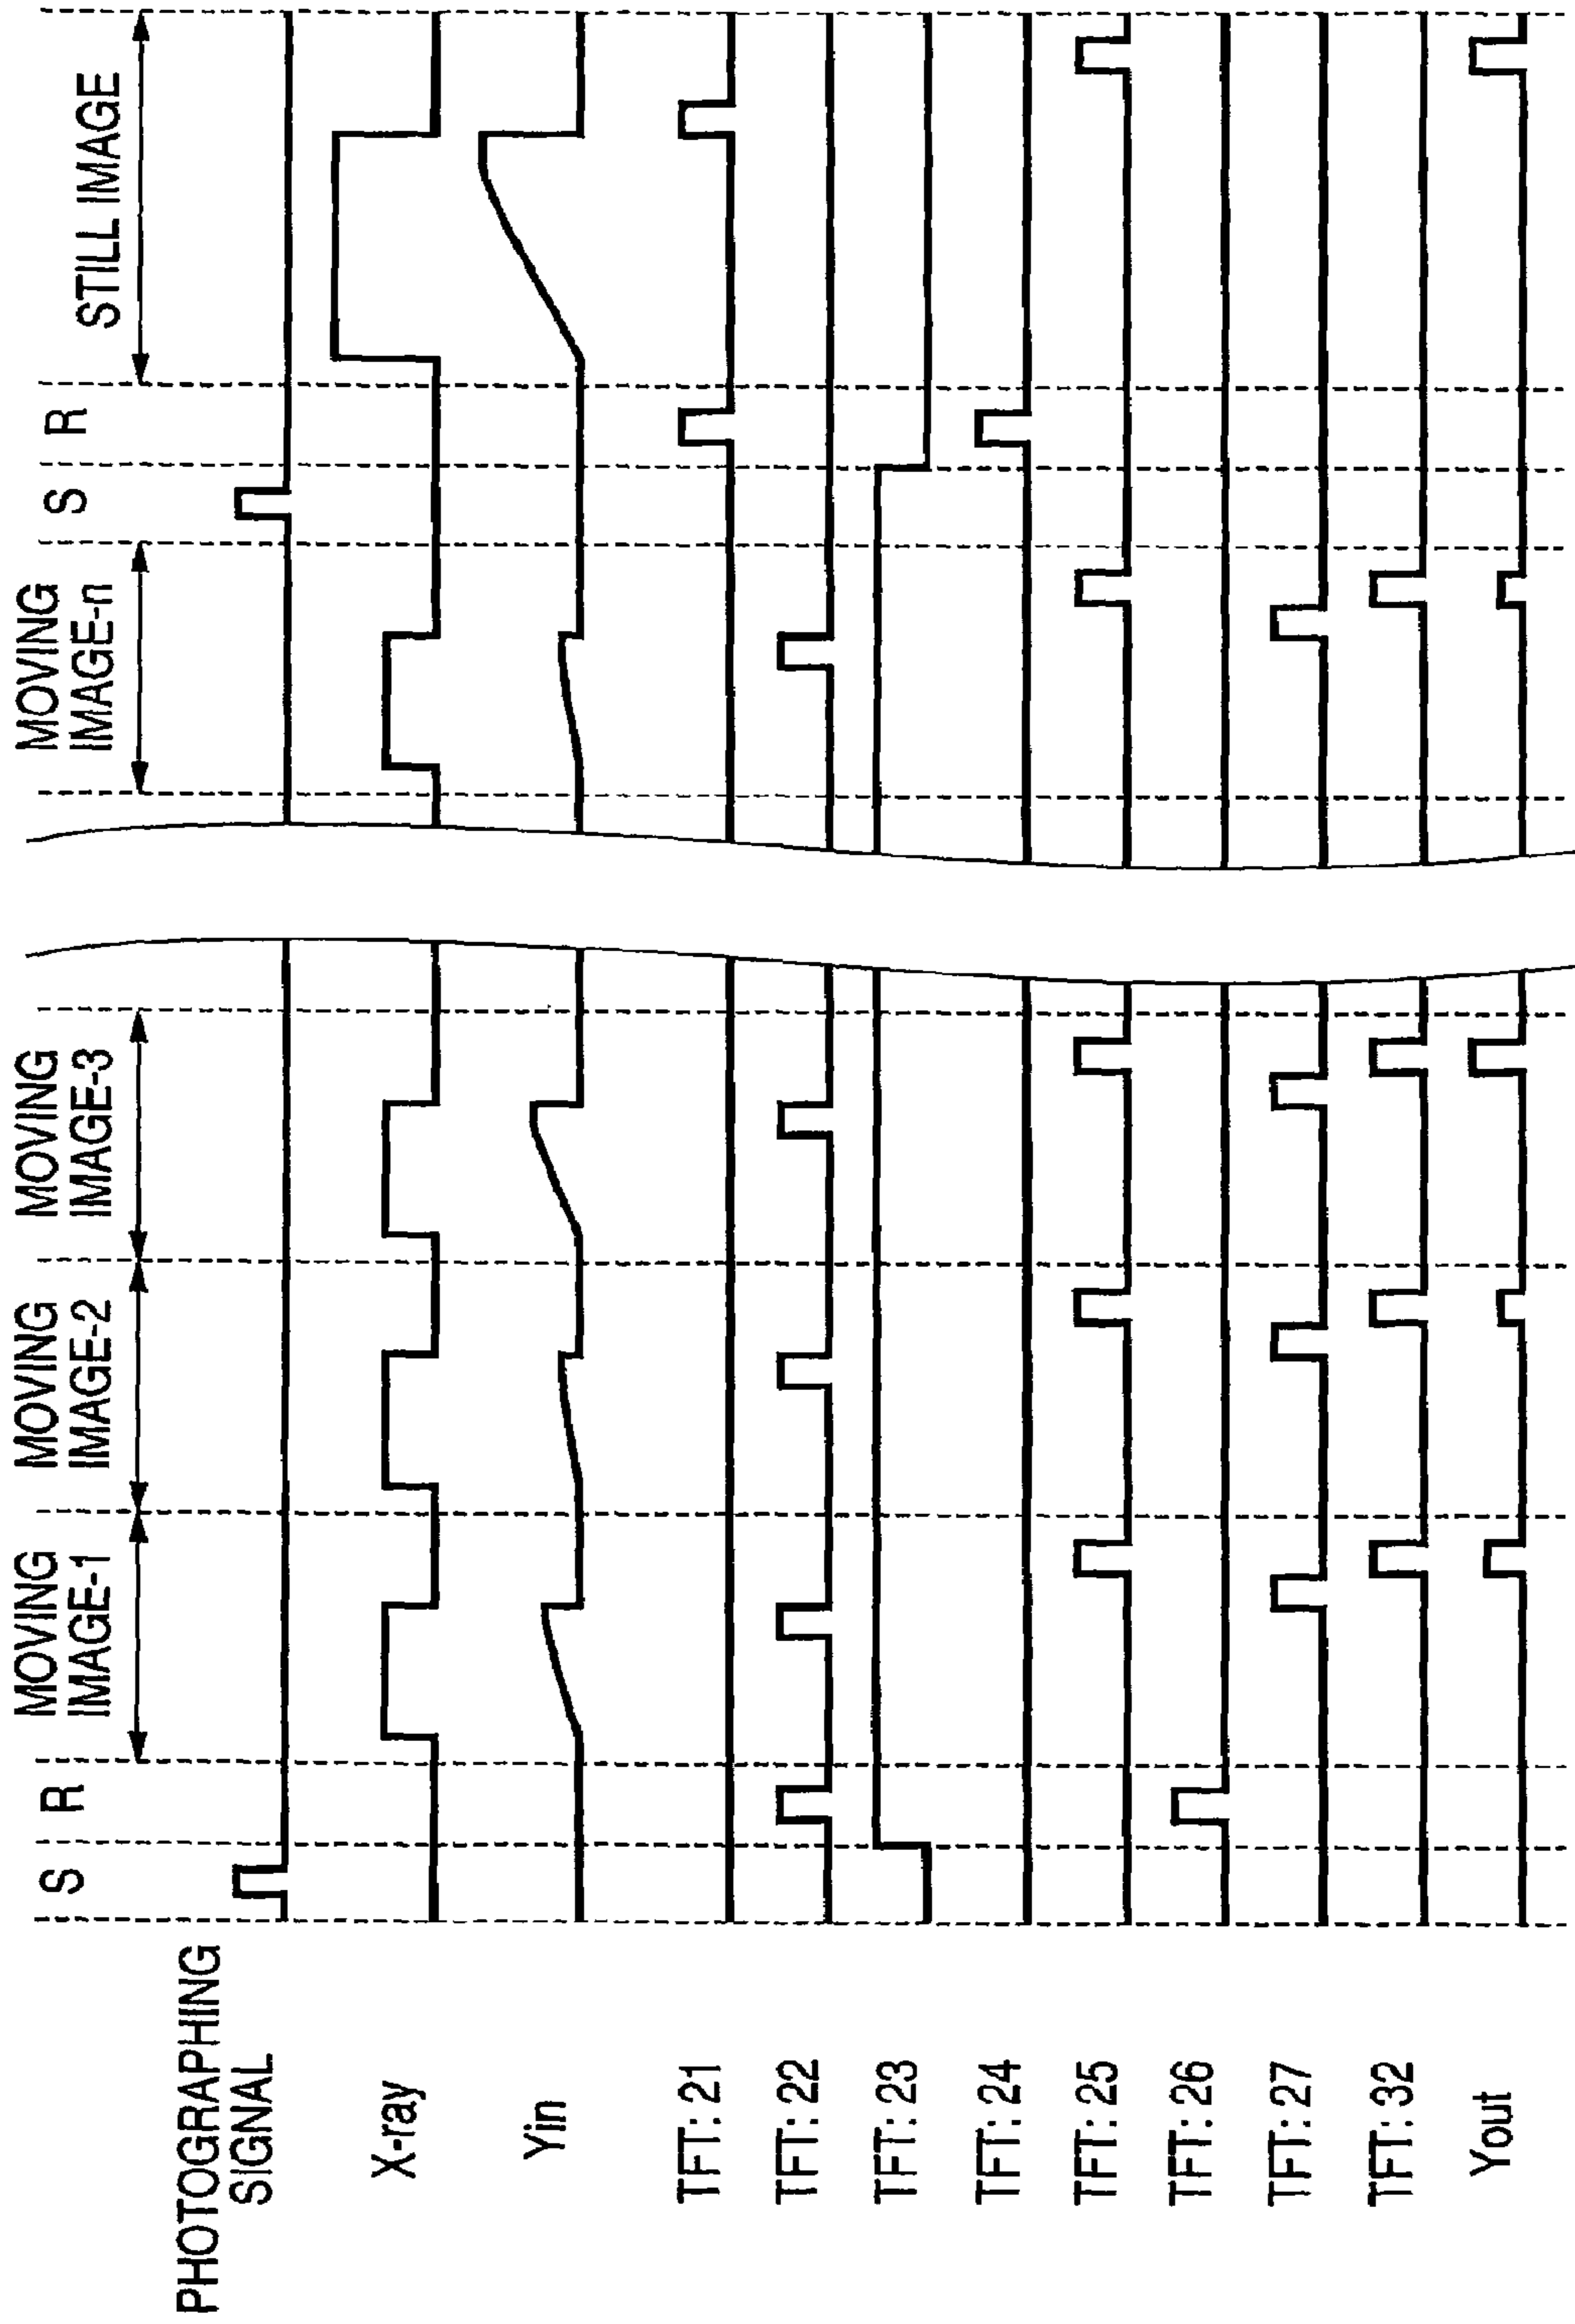 S
R
MOVING
IMAGE-1
MOVING
IMAGE-2
MOVING
IMAGE-3
MOVING
IMAGE-n
S
R
STILL IMAGE
PHOTOGRAPHING
SIGNAL
X-ray
Yin
TFT: 21
TFT: 22
TFT: 23
TFT: 24
TFT: 25
TFT: 26
TFT: 27
TFT: 32
Yout